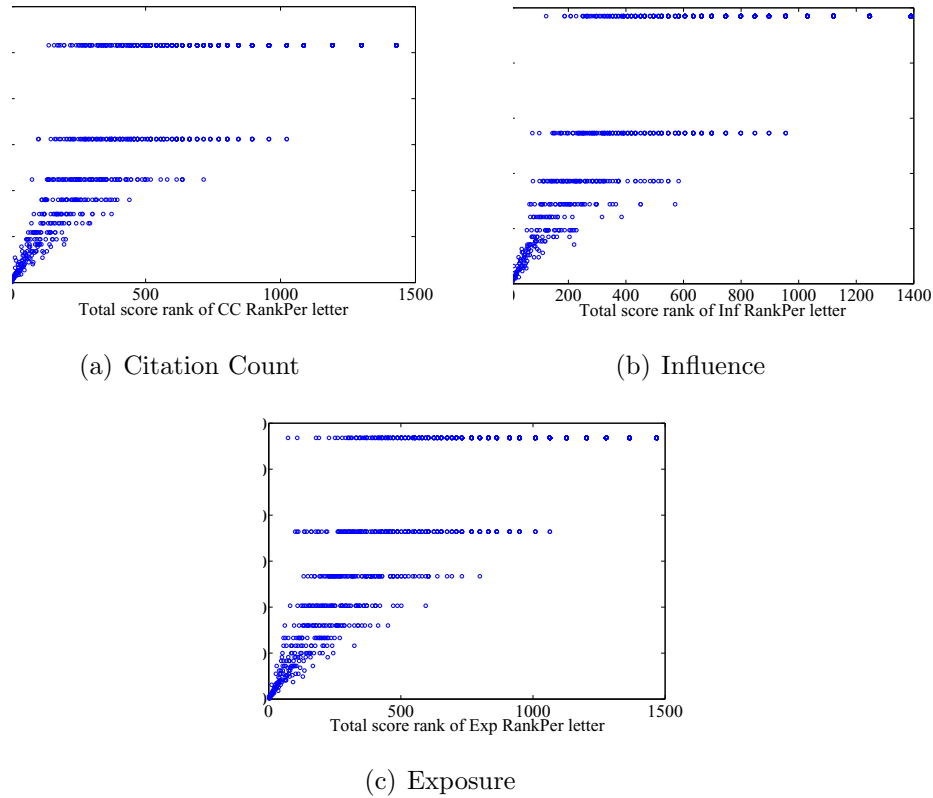 0 500 1000 1500
Total score rank of CC RankPer letter
(a) Citation Count
0 200 400 600 800 1000 1200 1400
Total score rank of Inf RankPer letter
(b) Influence
0 500 1000 1500
Total score rank of Exp RankPer letter
(c) Exposure